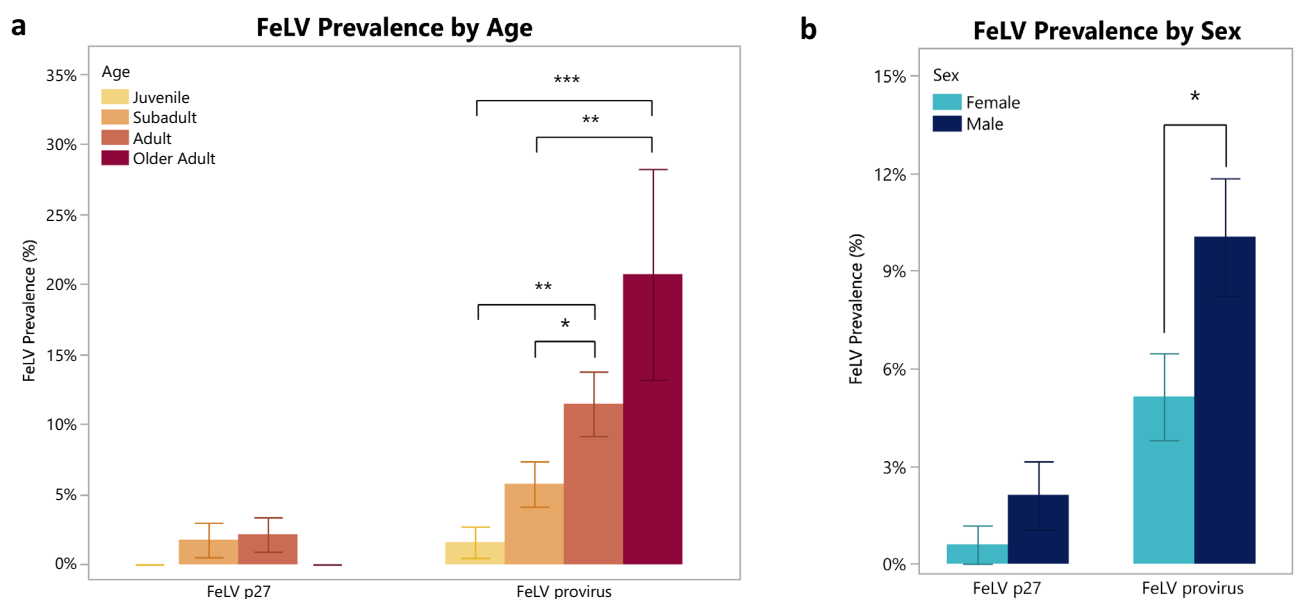 a
FeLV Prevalence by Age
Age
Juvenile
Subadult
Adult
Older Adult
35%
30%
25%
20%
15%
10%
5%
0%
FeLV Prevalence (%)
***
**
**
*
FeLV p27
FeLV provirus
b
FeLV Prevalence by Sex
Sex
Female
Male
15%
12%
9%
6%
3%
0%
FeLV Prevalence (%)
*
FeLV p27
FeLV provirus